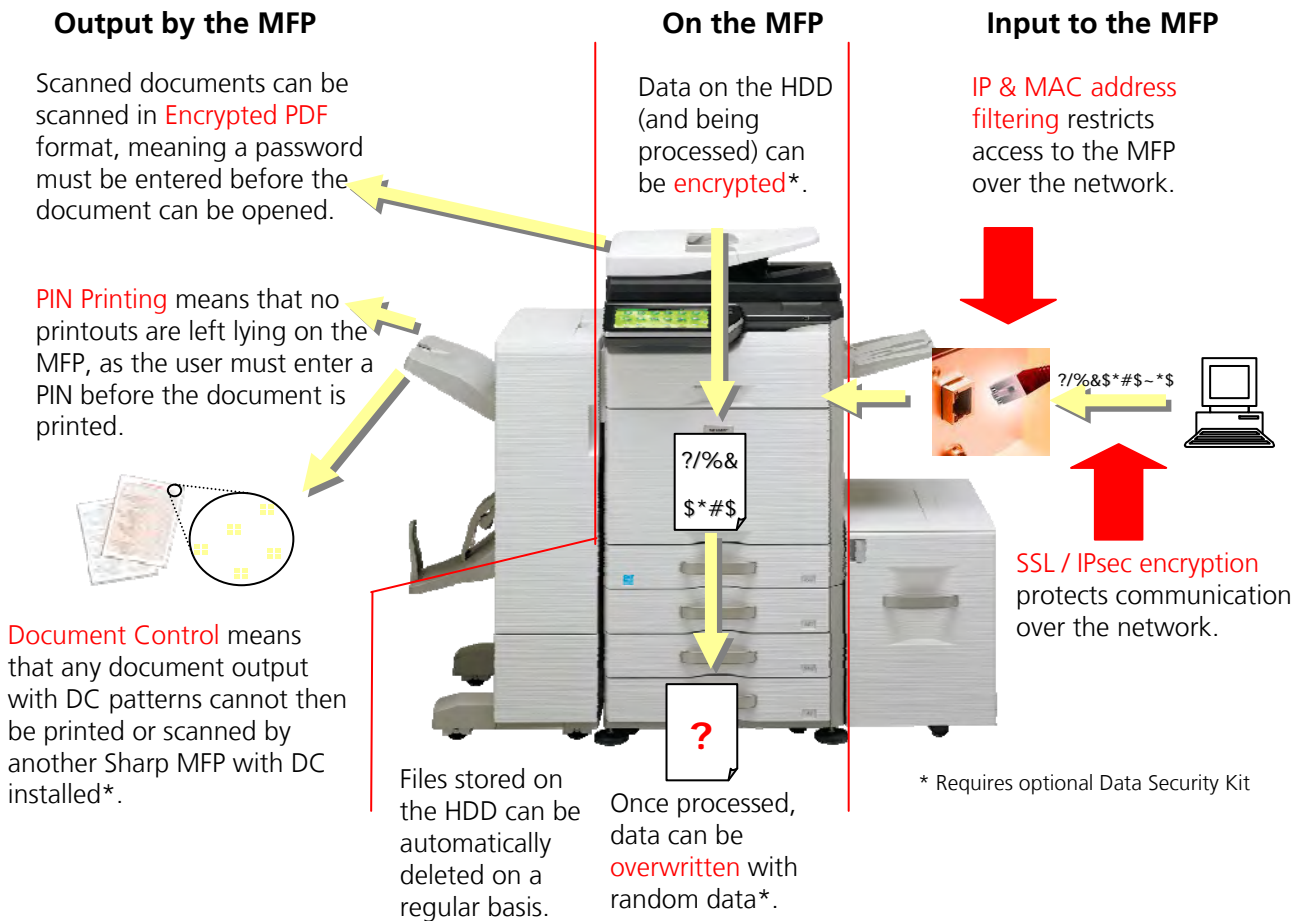 Output by the MFP
On the MFP
Input to the MFP
Scanned documents can be
scanned in Encrypted PDF
format, meaning a password
must be entered before the
document can be opened.
PIN Printing means that no
printouts are left lying on the
MFP, as the user must enter a
PIN before the document is
printed.
Document Control means
that any document output
with DC patterns cannot then
be printed or scanned by
another Sharp MFP with DC
installed*.
Data on the HDD
(and being
processed) can
be encrypted*.
?/%&
$*#$
?
Files stored on
the HDD can be
automatically
deleted on a
regular basis.
Once processed,
data can be
overwritten with
random data*.
IP & MAC address
filtering restricts
access to the MFP
over the network.
?/%&$*#$~*$
SSL / IPsec encryption
protects communication
over the network.
* Requires optional Data Security Kit